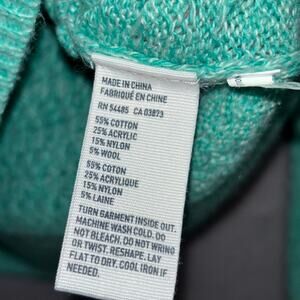 MADE IN CHINA
FABRIQUÉ EN CHINE
RN 54485 CA 03873
55% COTTON
25% ACRYLIC
15% NYLON
5% WOOL
55% COTON
25% ACRYLIQUE
15% NYLON
5% LAINE
TURN GARMENT INSIDE OUT.
MACHINE WASH COLD. DO
NOT BLEACH. DO NOT WRING
OR TWIST. RESHAPE. LAY
FLAT TO DRY. COOL IRON IF
NEEDED.